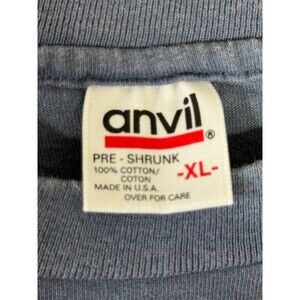 anvil
®
PRE - SHRUNK
100% COTTON/
COTON
-XL-
MADE IN U.S.A.
OVER FOR CARE